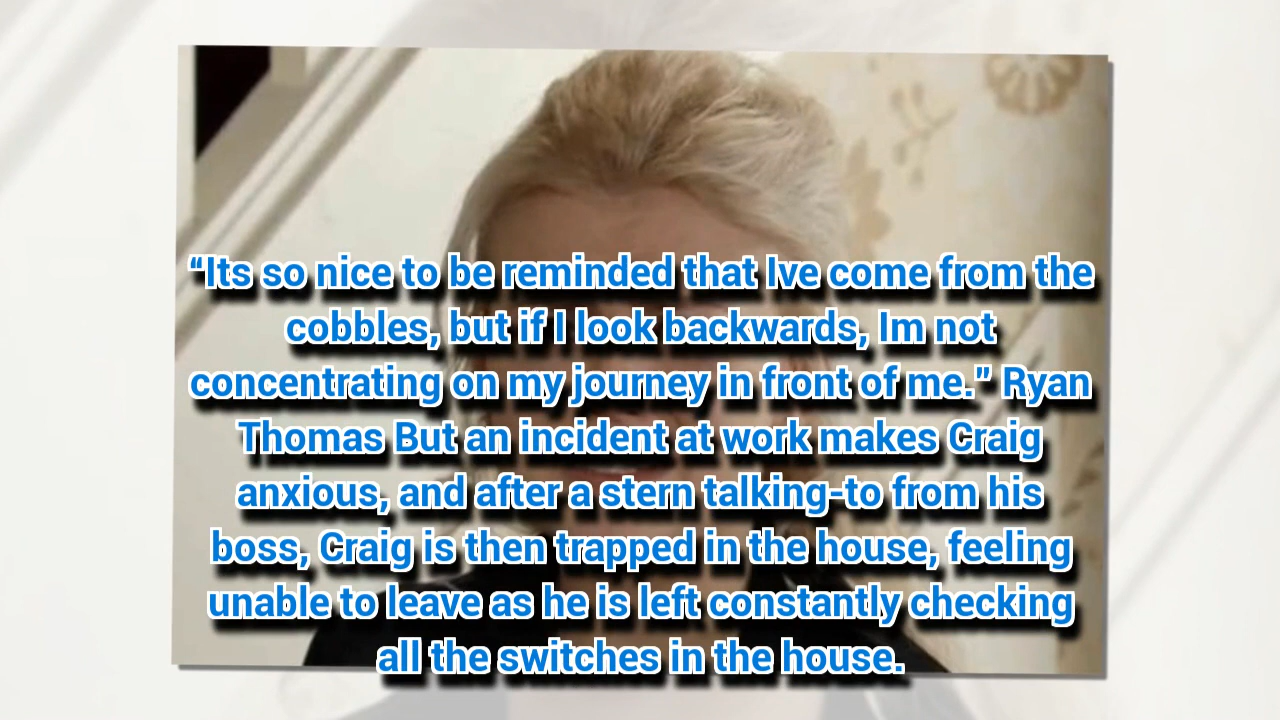 “Its so nice to be reminded that Ive come from the
cobbles, but if I look backwards, Im not
concentrating on my journey in front of me.” Ryan
Thomas But an incident at work makes Craig
anxious, and after a stern talking-to from his
boss, Craig is then trapped in the house, feeling
unable to leave as he is left constantly checking
all the switches in the house.